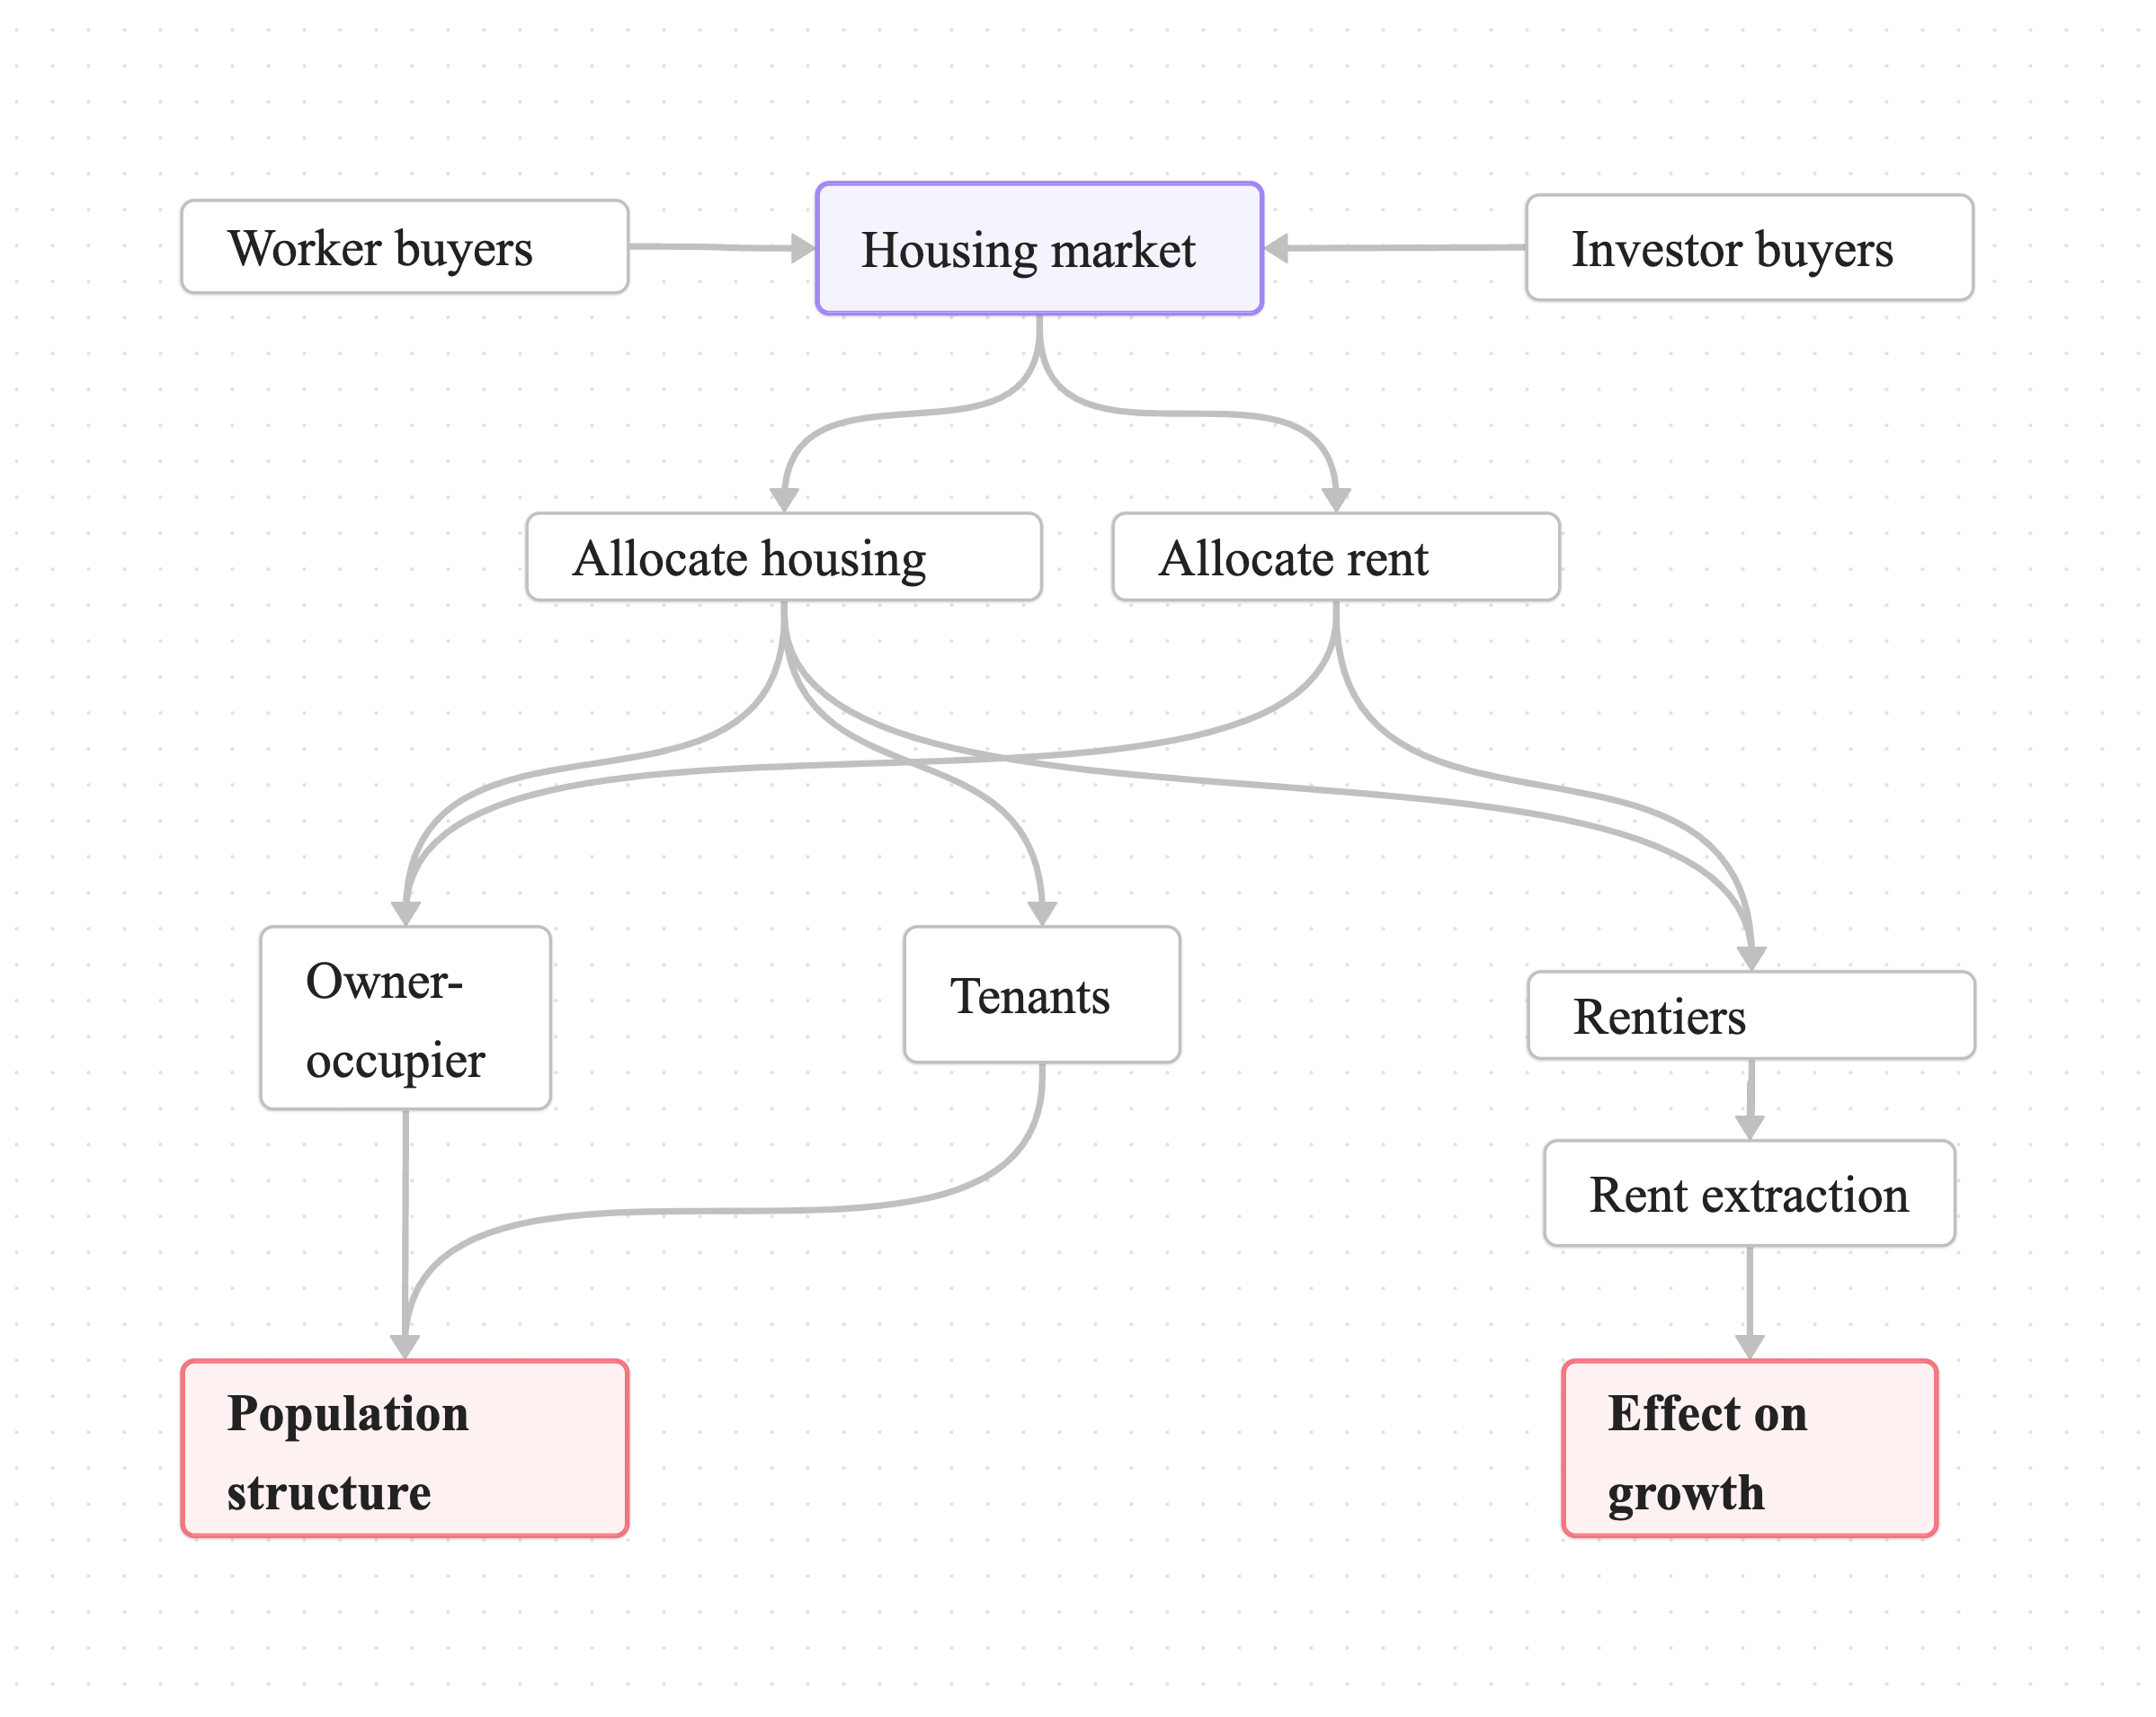 Worker buyers
Housing market
Investor buyers
Allocate housing
Allocate rent
Owner-
occupier
Tenants
Rentiers
Rent extraction
Population
structure
Effect on
growth